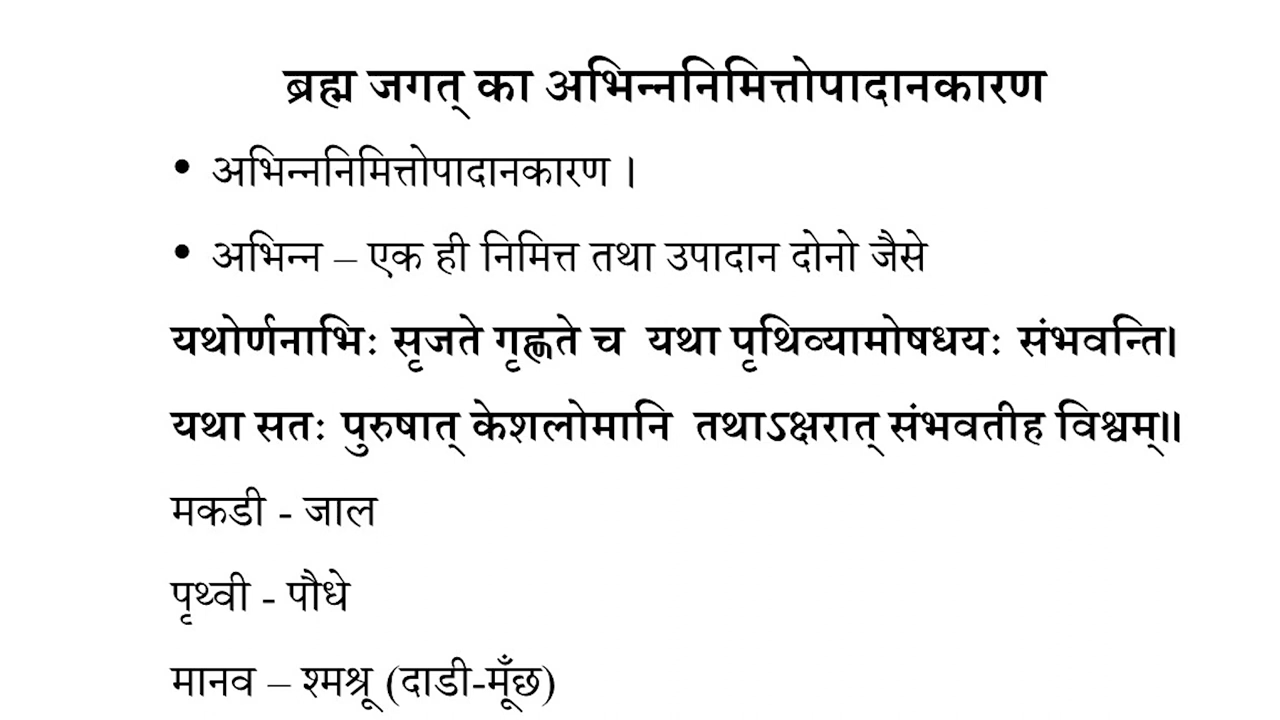 ब्रह्म जगत् का अभिन्ननिमित्तोपादानकारण
• अभिन्ननिमित्तोपादानकारण ।
• अभिन्न – एक ही निमित्त तथा उपादान दोनो जैसे
यथोर्णनाभिः सृजते गृह्णते च यथा पृथिव्यामोषधयः संभवन्ति।
यथा सतः पुरुषात् केशलोमानि तथाऽक्षरात् संभवतीह विश्वम्॥
मकडी - जाल
पृथ्वी - पौधे
मानव – श्मश्रू (दाडी-मूँछ)